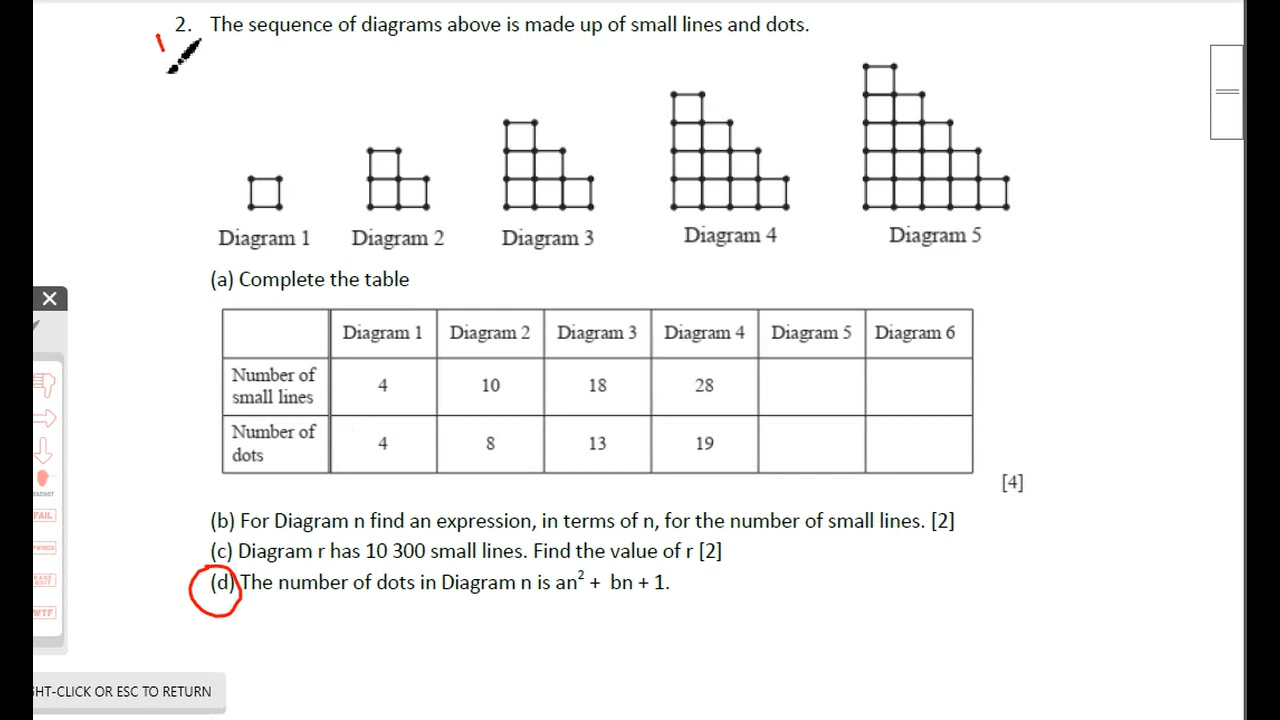 2. The sequence of diagrams above is made up of small lines and dots.
Diagram 1 Diagram 2 Diagram 3 Diagram 4 Diagram 5
(a) Complete the table
Diagram 1 Diagram 2 Diagram 3 Diagram 4 Diagram 5 Diagram 6
Number of small lines 4 10 18 28
Number of dots 4 8 13 19
[4]
(b) For Diagram n find an expression, in terms of n, for the number of small lines. [2]
(c) Diagram r has 10 300 small lines. Find the value of r [2]
(d) The number of dots in Diagram n is an² + bn + 1.
FAIL
WTF
GHT-CLICK OR ESC TO RETURN